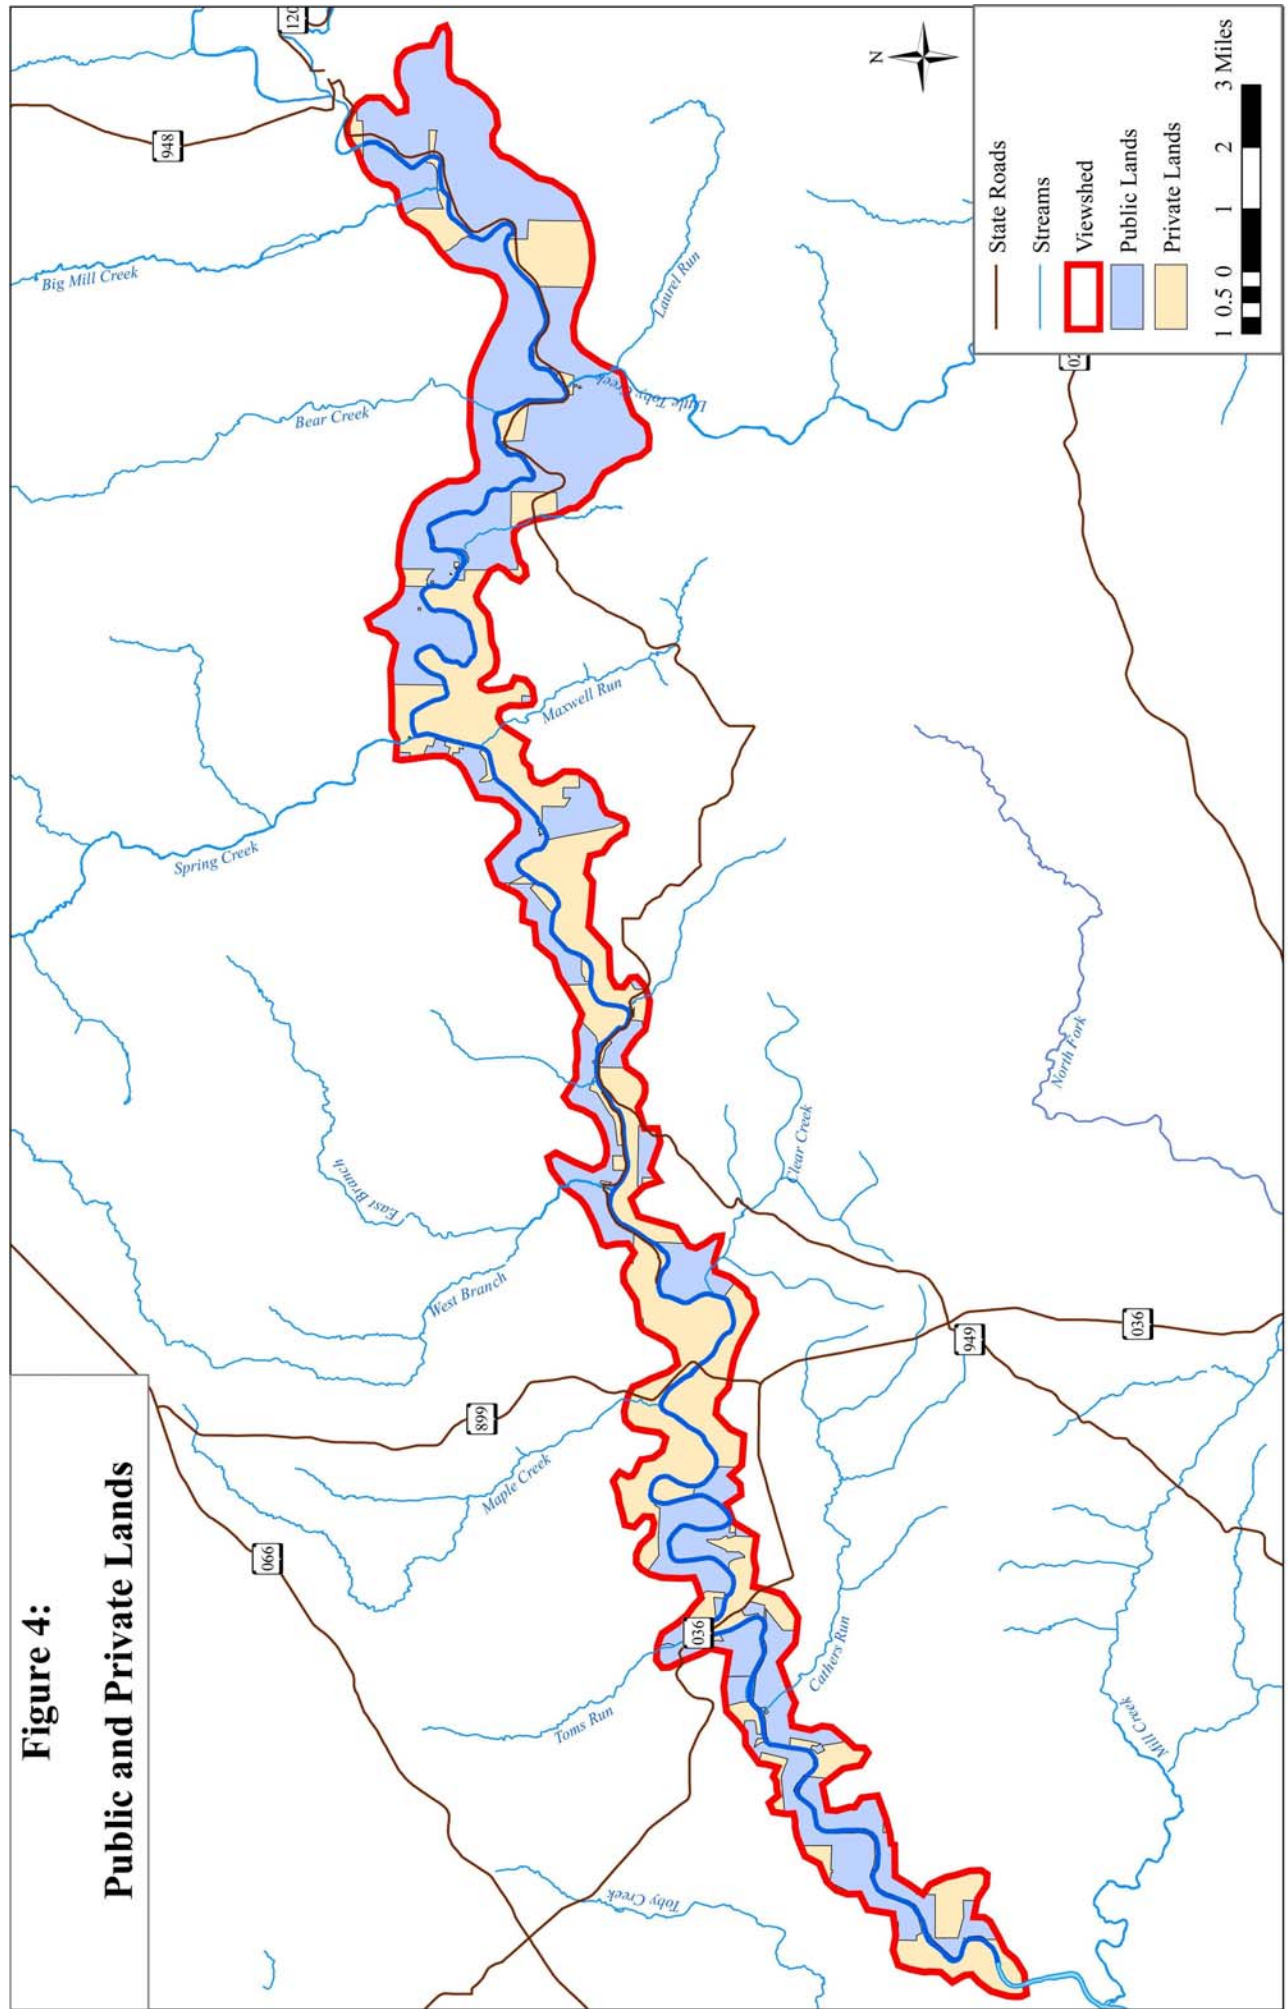 Figure 4:
Public and Private Lands
066
899
948
120
Big Mill Creek
Bear Creek
Spring Creek
East Branch
West Branch
Maple Creek
Toms Run
Toby Creek
Laurel Run
Little Toby Creek
Maxwell Run
Clear Creek
North Fork
Cathers Run
Mill Creek
036
949
036
02
N
State Roads
Streams
Viewshed
Public Lands
Private Lands
1 0.5 0 1 2 3 Miles